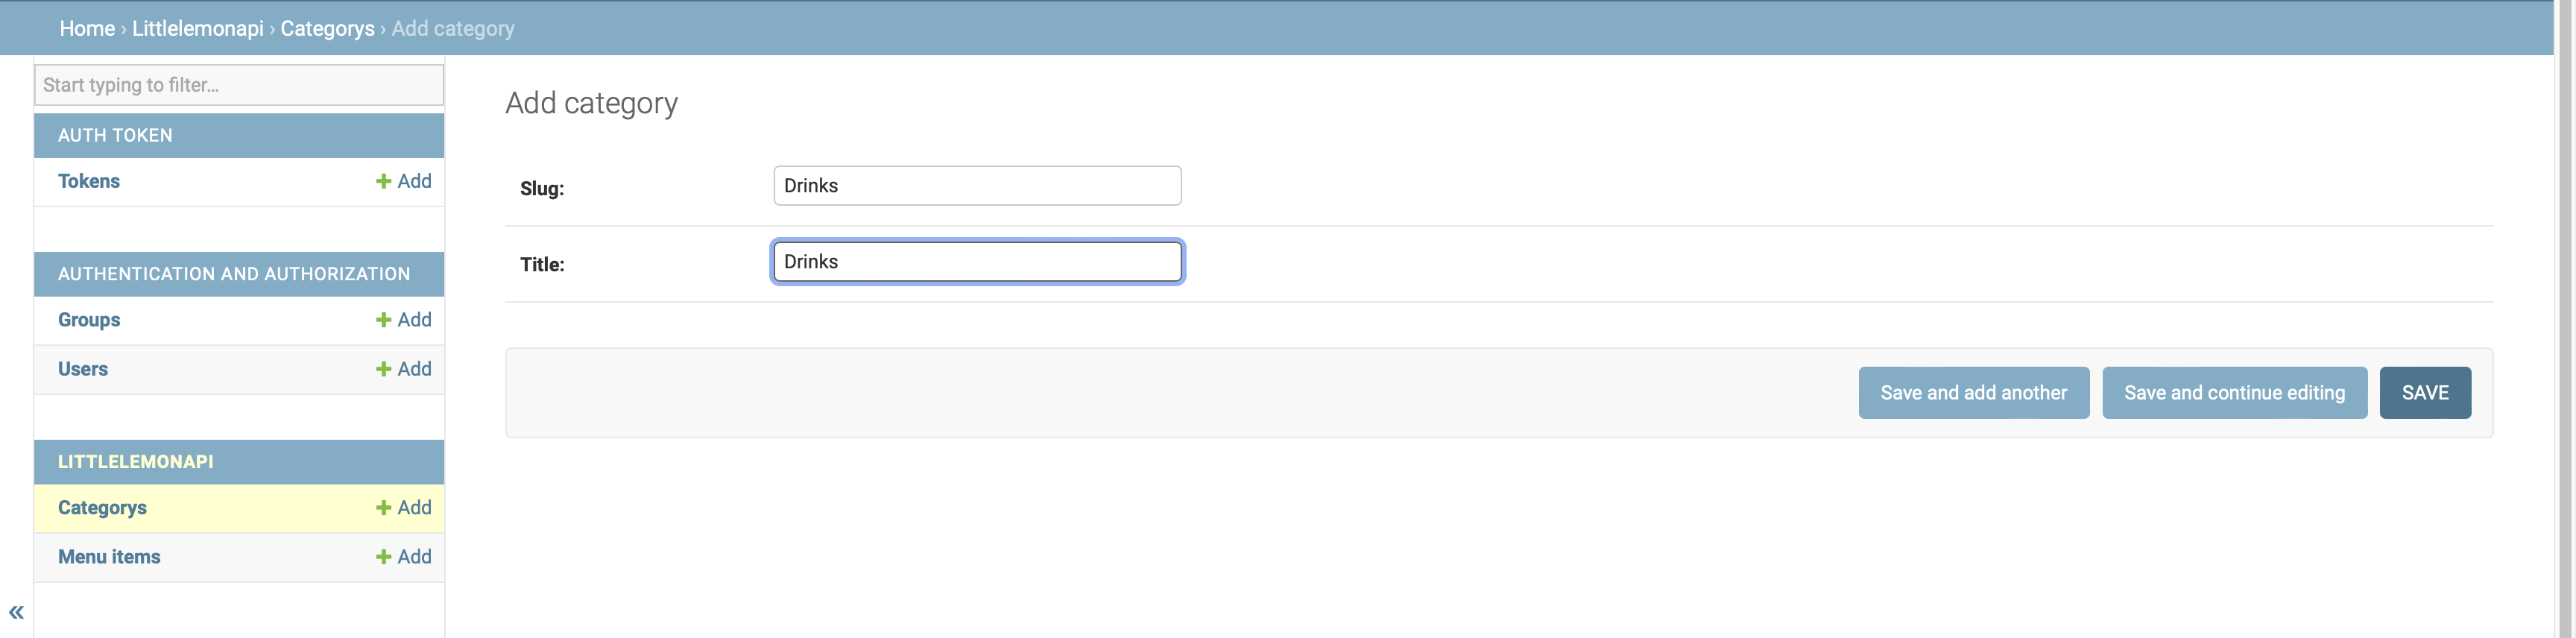 Home › Littlelemonapi › Categorys › Add category
Start typing to filter...
AUTH TOKEN
Tokens + Add
AUTHENTICATION AND AUTHORIZATION
Groups + Add
Users + Add
LITTLELEMONAPI
Categorys + Add
Menu items + Add
«
Add category
Slug: Drinks
Title: Drinks
Save and add another Save and continue editing SAVE